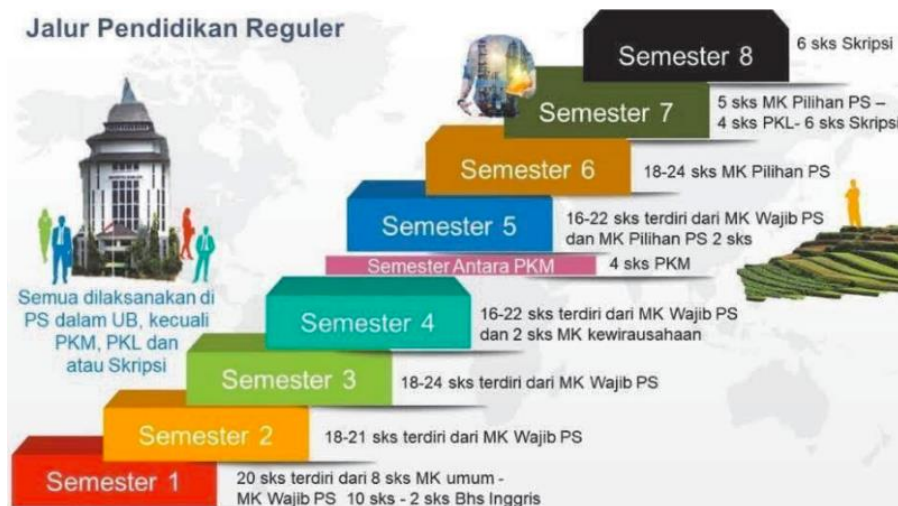 Jalur Pendidikan Reguler
Semester 8
6 sks Skripsi
Semester 7
5 sks MK Pilihan PS –
4 sks PKL- 6 sks Skripsi
Semester 6
18-24 sks MK Pilihan PS
Semester 5
16-22 sks terdiri dari MK Wajib PS
dan MK Pilihan PS 2 sks
Semester Antara PKM
4 sks PKM
Semester 4
16-22 sks terdiri dari MK Wajib PS
dan 2 sks MK kewirausahaan
Semua dilaksanakan di
PS dalam UB, kecuali
PKM, PKL dan
atau Skripsi
Semester 3
18-24 sks terdiri dari MK Wajib PS
Semester 2
18-21 sks terdiri dari MK Wajib PS
Semester 1
20 sks terdiri dari 8 sks MK umum -
MK Wajib PS 10 sks - 2 sks Bhs Inggris